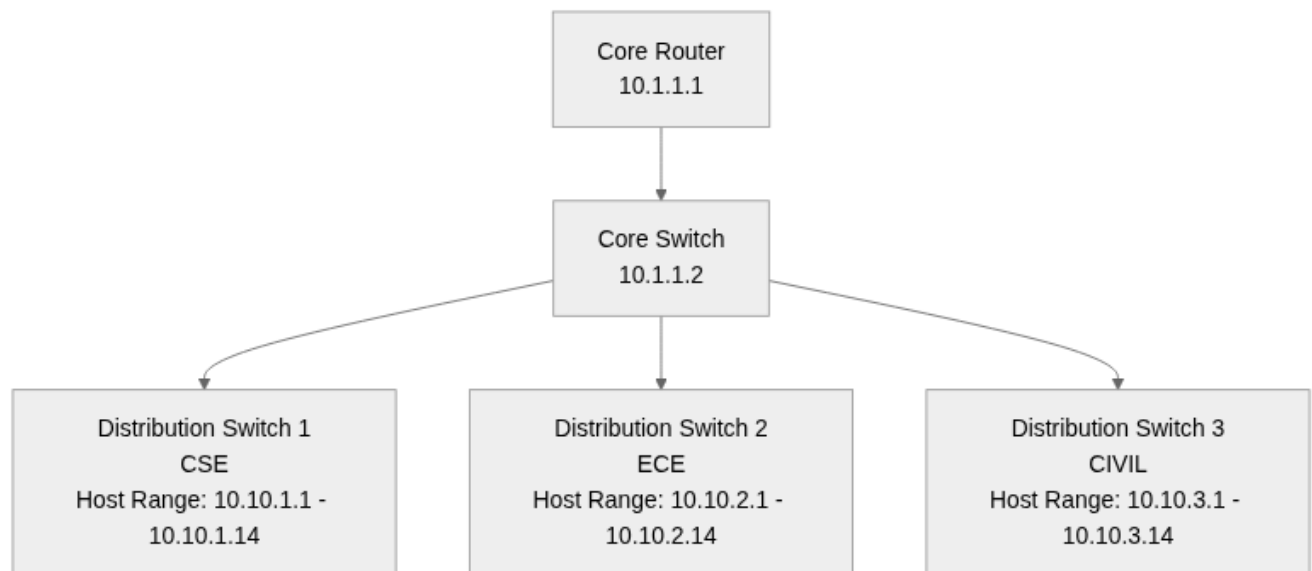 Core Router
10.1.1.1
Core Switch
10.1.1.2
Distribution Switch 1
CSE
Host Range: 10.10.1.1 -
10.10.1.14
Distribution Switch 2
ECE
Host Range: 10.10.2.1 -
10.10.2.14
Distribution Switch 3
CIVIL
Host Range: 10.10.3.1 -
10.10.3.14